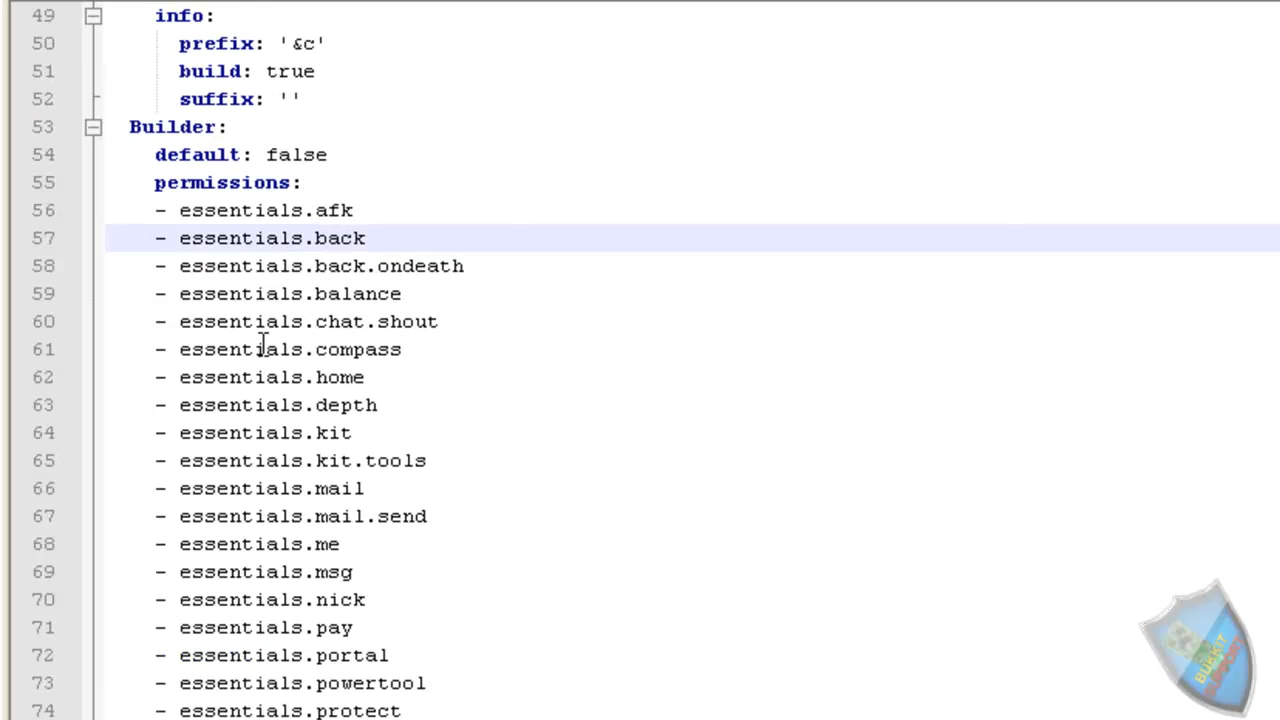 49 info:
50 prefix: '&c'
51 build: true
52 suffix: ''
53 Builder:
54 default: false
55 permissions:
56 - essentials.afk
57 - essentials.back
58 - essentials.back.ondeath
59 - essentials.balance
60 - essentials.chat.shout
61 - essentials.compass
62 - essentials.home
63 - essentials.depth
64 - essentials.kit
65 - essentials.kit.tools
66 - essentials.mail
67 - essentials.mail.send
68 - essentials.me
69 - essentials.msg
70 - essentials.nick
71 - essentials.pay
72 - essentials.portal
73 - essentials.powertool
74 - essentials.protect
BUKKIT
SUPPORT